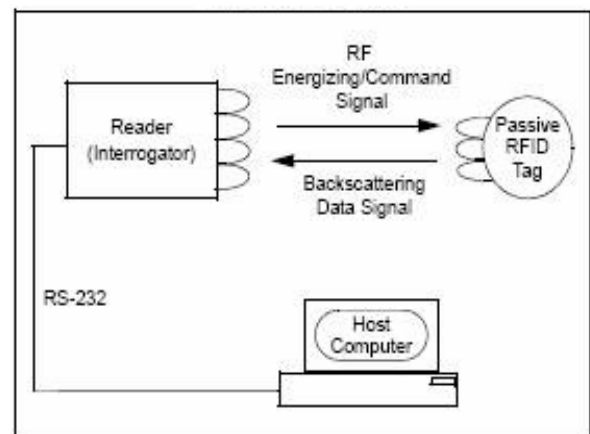 RF
Energizing/Command
Signal
Reader
(Interrogator)
Passive
RFID
Tag
Backscattering
Data Signal
RS-232
Host
Computer